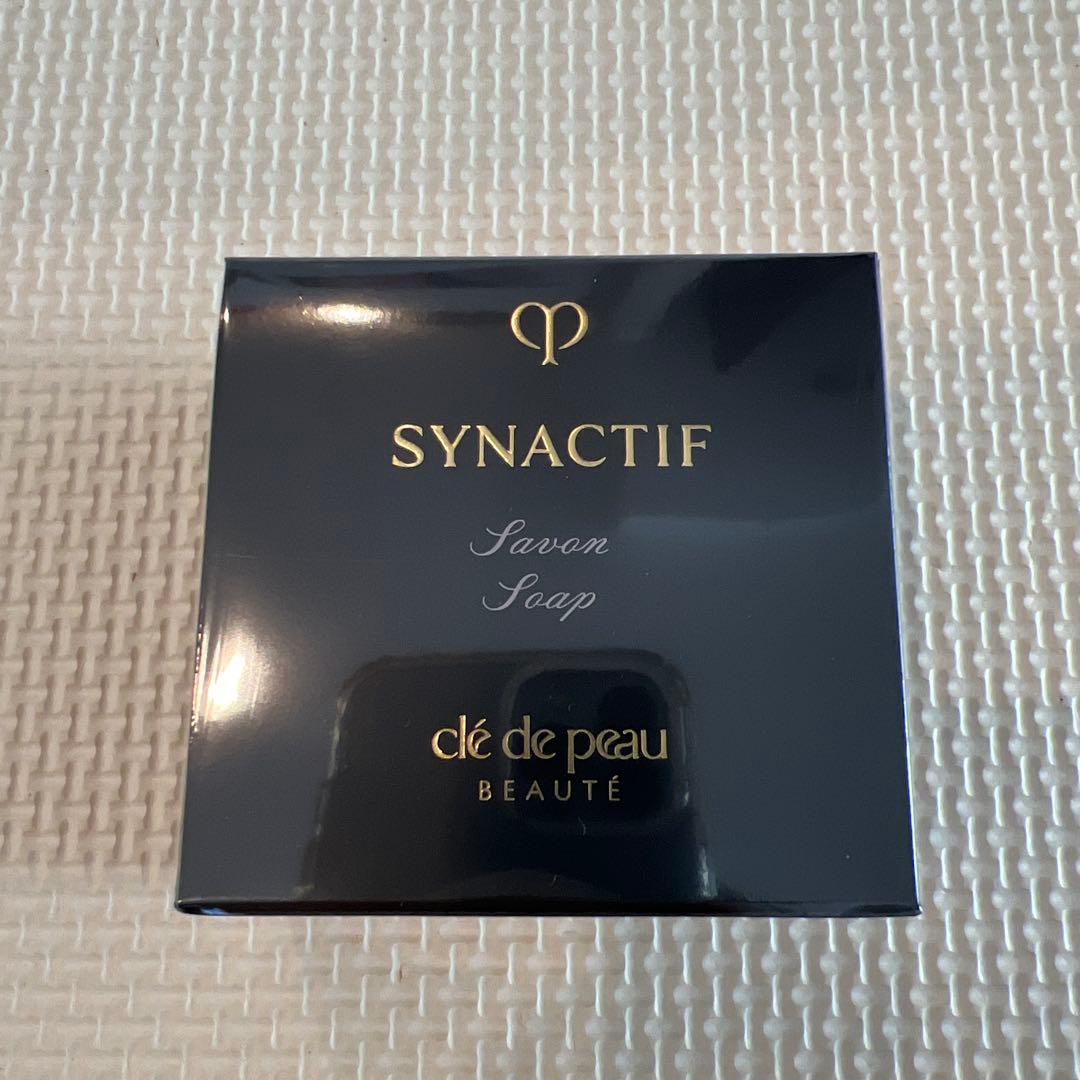 SYNACTIF
Savon
Soap
clé de peau
BEAUTÉ